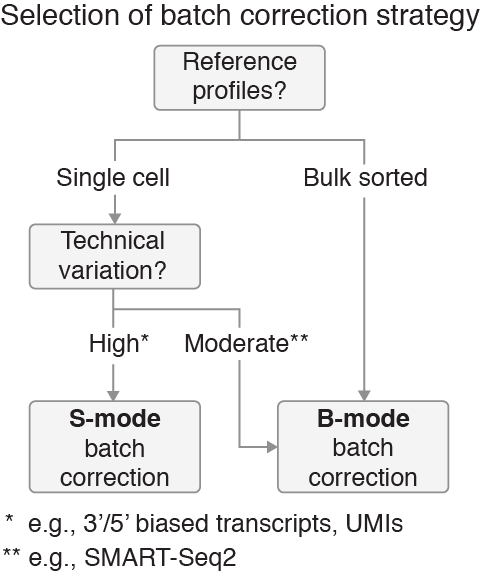 Selection of batch correction strategy
Reference
profiles?
Single cell
Bulk sorted
Technical
variation?
High*
Moderate**
S-mode
batch
correction
B-mode
batch
correction
* e.g., 3’/5’ biased transcripts, UMIs
** e.g., SMART-Seq2